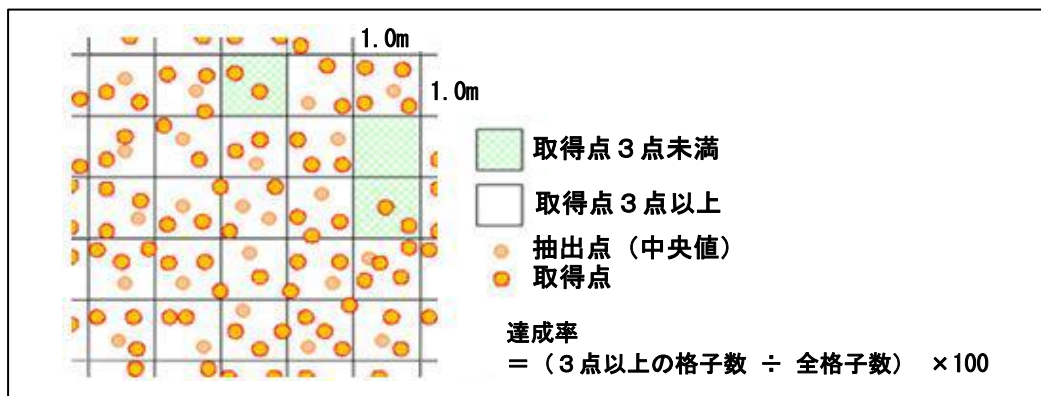 1.0m
1.0m
取得点３点未満
取得点３点以上
抽出点（中央値）
取得点
達成率
＝（３点以上の格子数 ÷ 全格子数） ×100